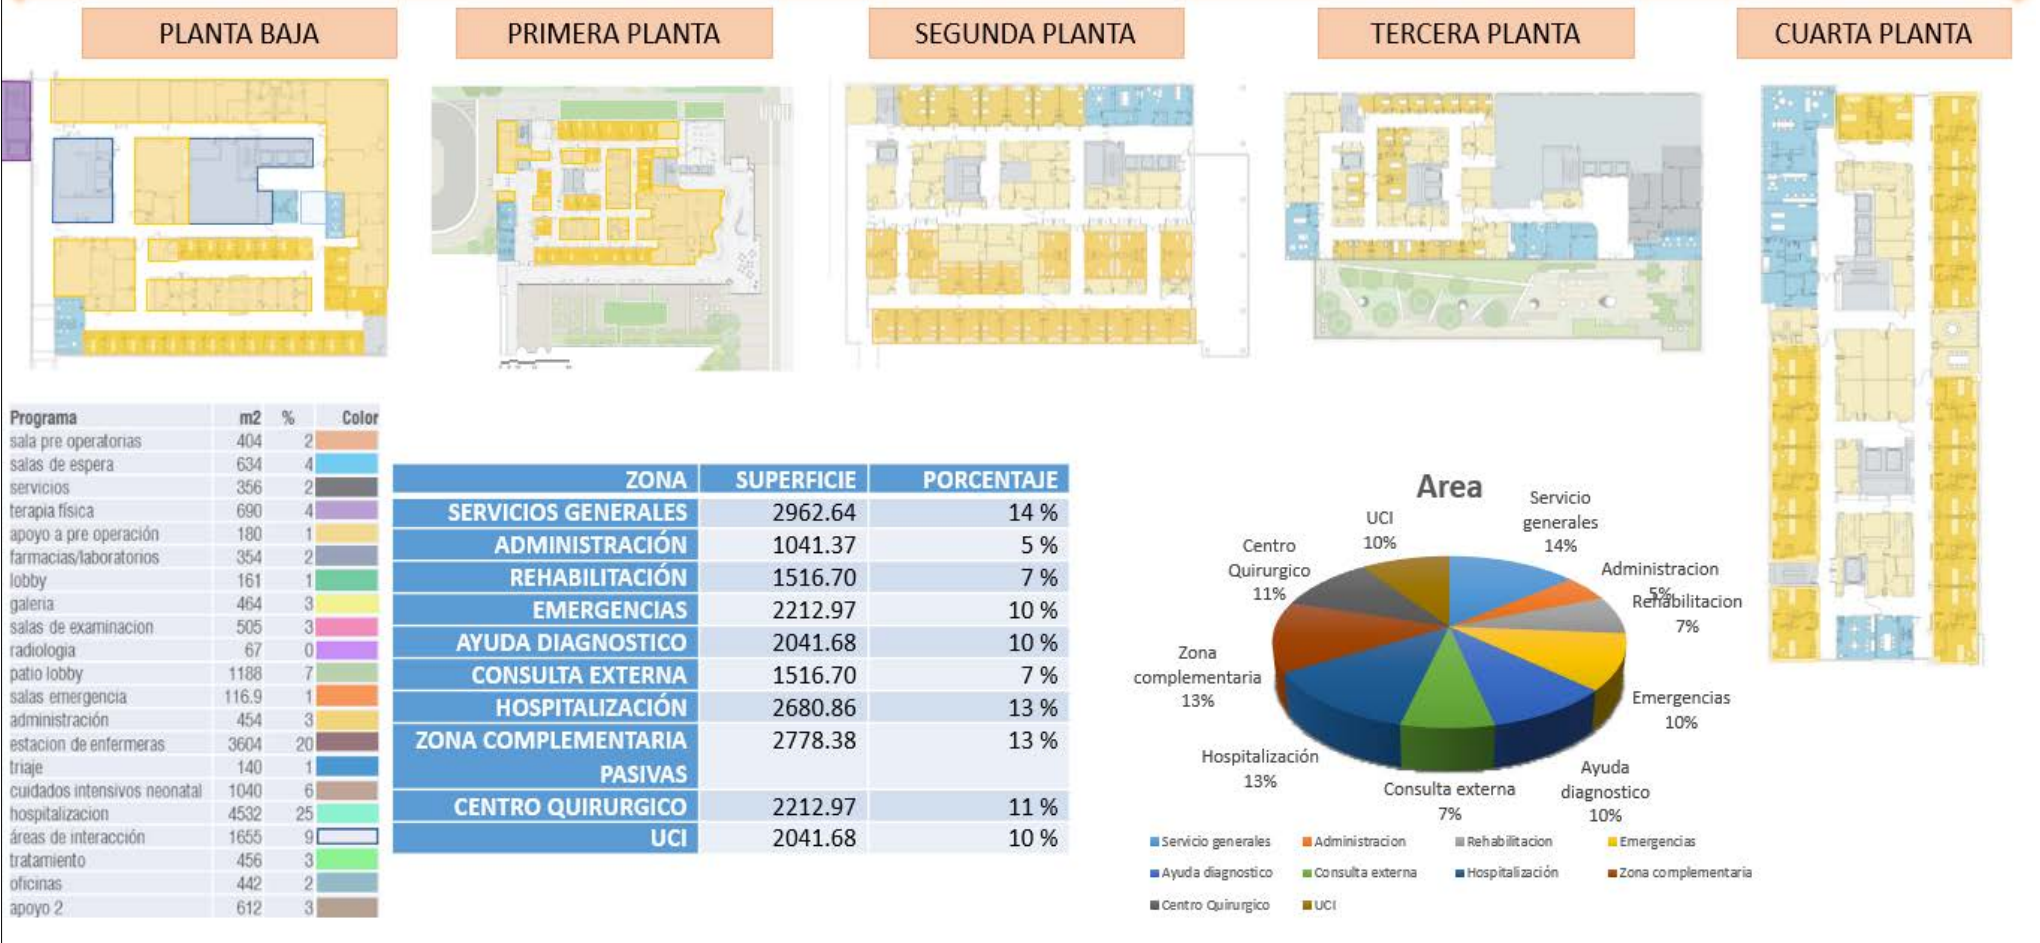 PLANTA BAJA
PRIMERA PLANTA
SEGUNDA PLANTA
TERCERA PLANTA
CUARTA PLANTA
Programa m2 % Color
sala pre operatorias 404 2
salas de espera 634 4
servicios 356 2
terapia física 690 4
apoyo a pre operación 180 1
farmacias/laboratorios 354 2
lobby 161 1
galeria 464 3
salas de examinacion 505 3
radiologia 67 0
patio lobby 1188 7
salas emergencia 116.9 1
administración 454 3
estacion de enfermeras 3604 20
triaje 140 1
cuidados intensivos neonatal 1040 6
hospitalizacion 4532 25
áreas de interacción 1655 9
tratamiento 456 3
oficinas 442 2
apoyo 2 612 3
ZONA SUPERFICIE PORCENTAJE
SERVICIOS GENERALES 2962.64 14 %
ADMINISTRACIÓN 1041.37 5 %
REHABILITACIÓN 1516.70 7 %
EMERGENCIAS 2212.97 10 %
AYUDA DIAGNOSTICO 2041.68 10 %
CONSULTA EXTERNA 1516.70 7 %
HOSPITALIZACIÓN 2680.86 13 %
ZONA COMPLEMENTARIA 2778.38 13 %
PASIVAS
CENTRO QUIRURGICO 2212.97 11 %
UCI 2041.68 10 %
Area
Servicio
generales
14%
Administracion
5%
Rehabilitacion
7%
Emergencias
10%
Ayuda
diagnostico
10%
Consulta externa
7%
Hospitalización
13%
Zona
complementaria
13%
Centro
Quirurgico
11%
UCI
10%
Servicio generales Administracion Rehabilitacion Emergencias
Ayuda diagnostico Consulta externa Hospitalización Zona complementaria
Centro Quirurgico UCI